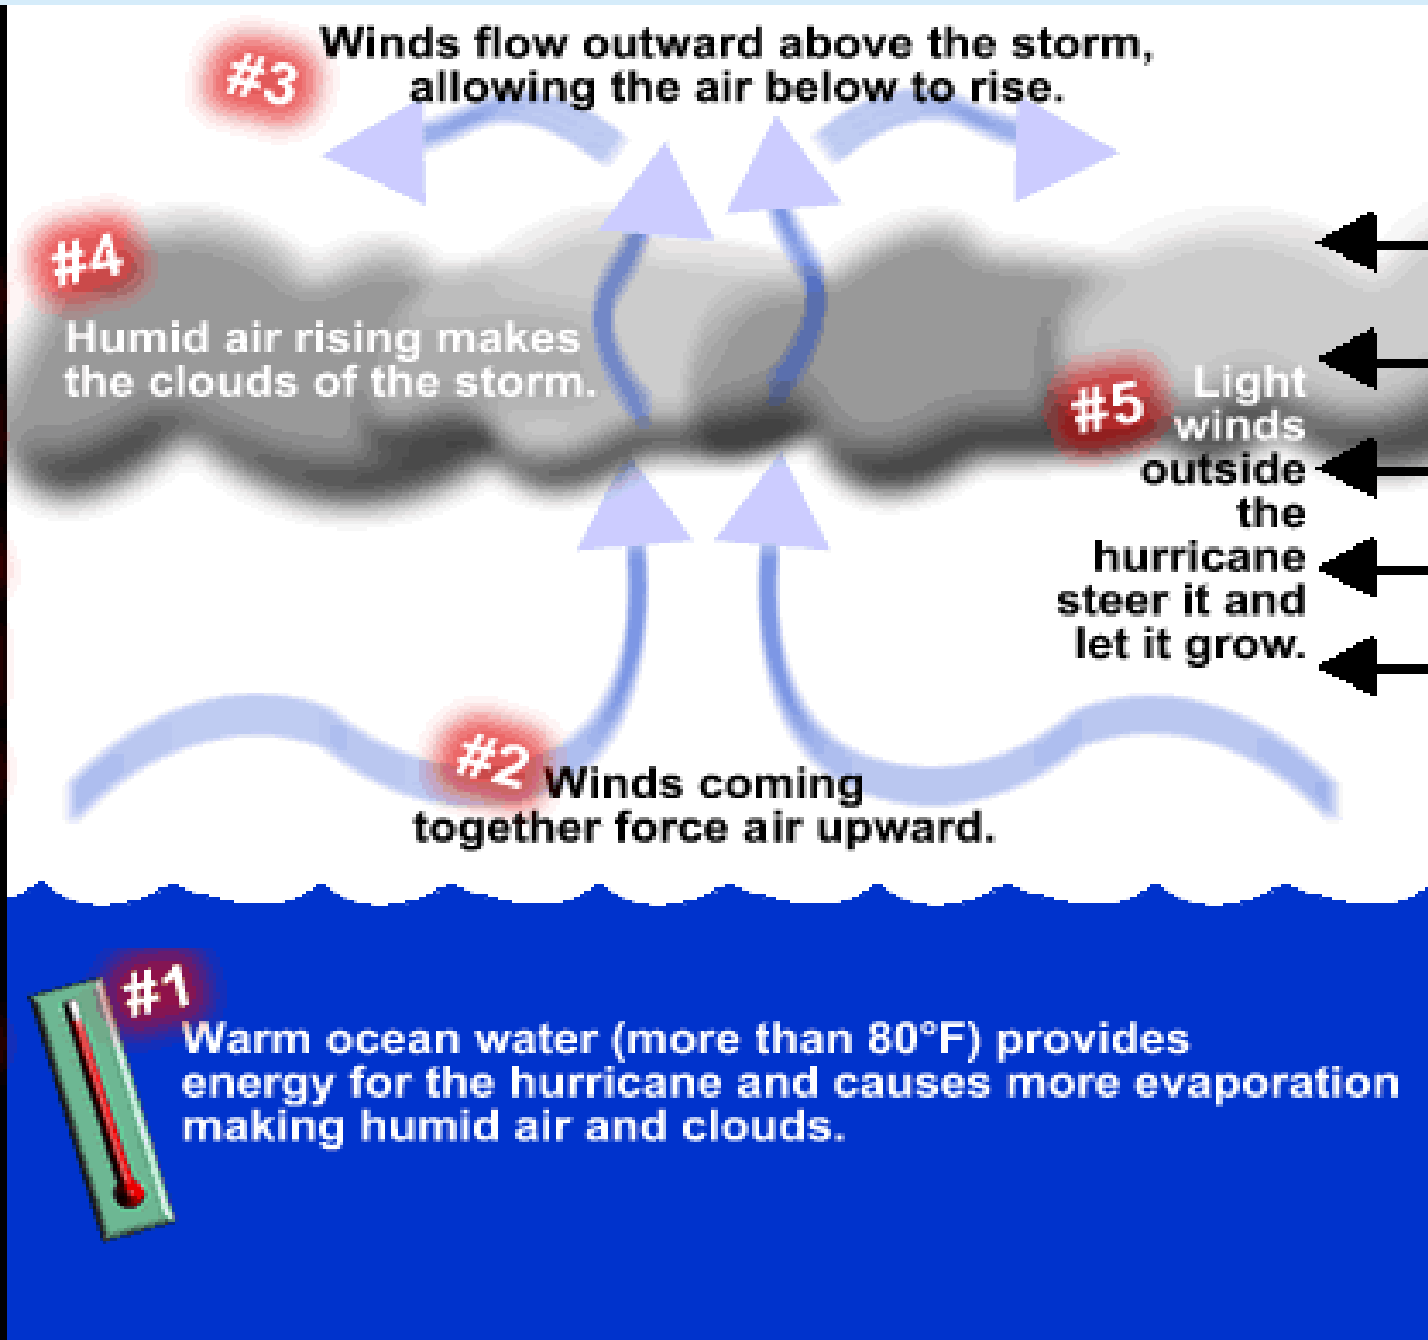 #3
Winds flow outward above the storm,
allowing the air below to rise.
#4
Humid air rising makes
the clouds of the storm.
#5
Light
winds
outside
the
hurricane
steer it and
let it grow.
#2
Winds coming
together force air upward.
#1
Warm ocean water (more than 80°F) provides
energy for the hurricane and causes more evaporation
making humid air and clouds.